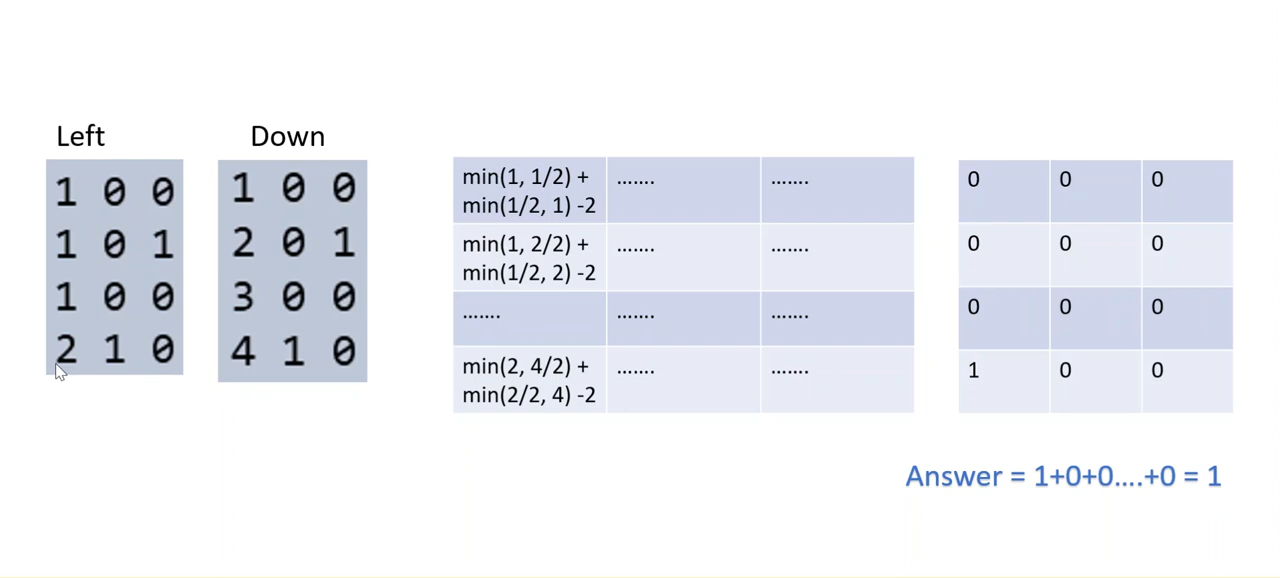 Left
1 0 0
1 0 1
1 0 0
2 1 0
Down
1 0 0
2 0 1
3 0 0
4 1 0
min(1, 1/2) + ……. …….
min(1/2, 1) -2
min(1, 2/2) + ……. …….
min(1/2, 2) -2
……. ……. …….
min(2, 4/2) + ……. …….
min(2/2, 4) -2
0 0 0
0 0 0
0 0 0
1 0 0
Answer = 1+0+0….+0 = 1